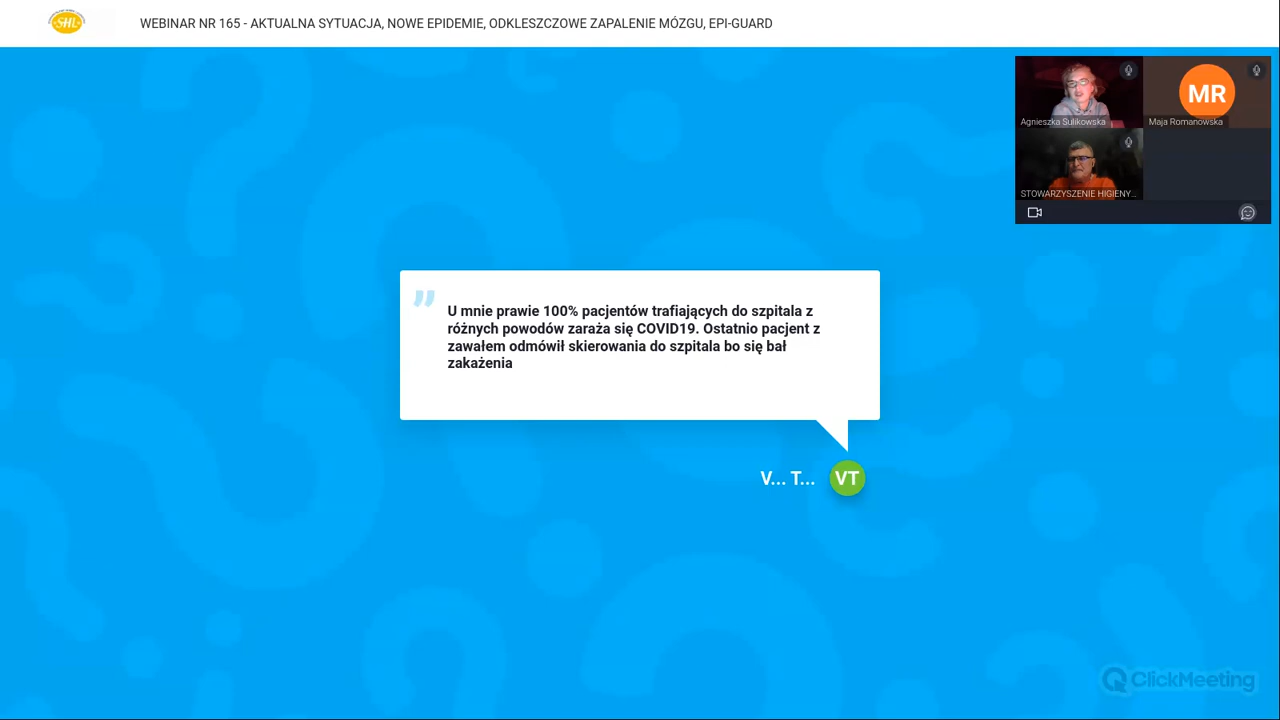 SHL
WEBINAR NR 165 - AKTUALNA SYTUACJA, NOWE EPIDEMIE, ODKLESZCZOWE ZAPALENIE MÓZGU, EPI-GUARD
MR
Agnieszka Sulikowska
Maja Romanowska
STOWARZYSZENIE HIGIENY...
U mnie prawie 100% pacjentów trafiających do szpitala z
różnych powodów zaraża się COVID19. Ostatnio pacjent z
zawałem odmówił skierowania do szpitala bo się bał
zakażenia
V... T...
VT
ClickMeeting